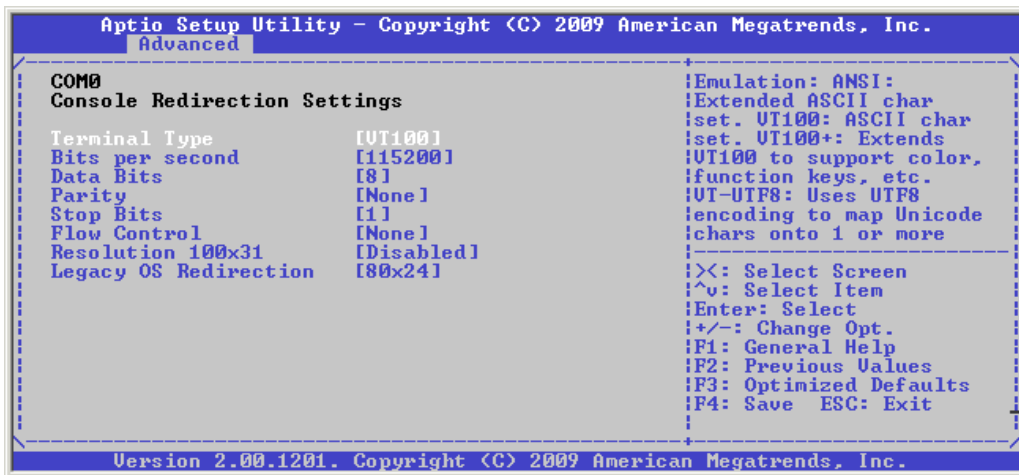 Aptio Setup Utility - Copyright (C) 2009 American Megatrends, Inc.
Advanced
COM0
Console Redirection Settings
Terminal Type [VT100]
Bits per second [115200]
Data Bits [8]
Parity [None]
Stop Bits [1]
Flow Control [None]
Resolution 100x31 [Disabled]
Legacy OS Redirection [80x24]
Emulation: ANSI:
Extended ASCII char
set. VT100: ASCII char
set. VT100+: Extends
VT100 to support color,
function keys, etc.
VT-UTF8: Uses UTF8
encoding to map Unicode
chars onto 1 or more
><: Select Screen
^v: Select Item
Enter: Select
+/-: Change Opt.
F1: General Help
F2: Previous Values
F3: Optimized Defaults
F4: Save ESC: Exit
Version 2.00.1201. Copyright (C) 2009 American Megatrends, Inc.